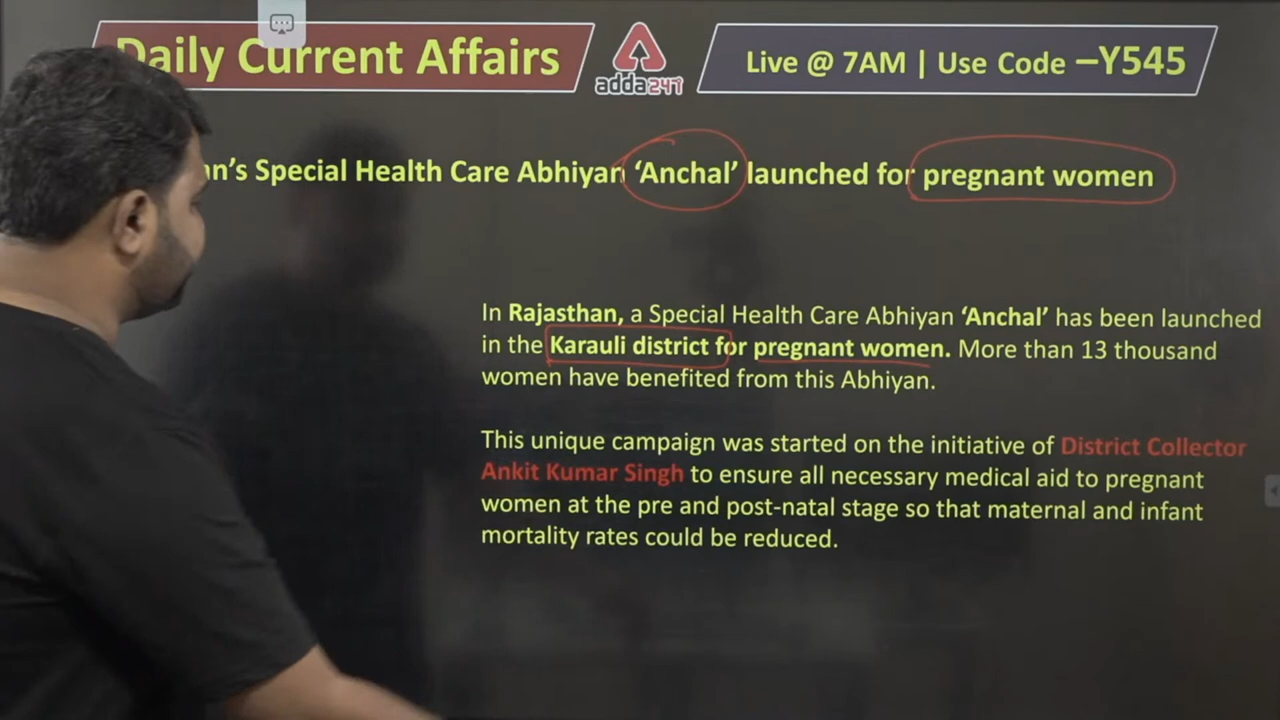 Daily Current Affairs
adda247
Live @ 7AM | Use Code –Y545
an's Special Health Care Abhiyan 'Anchal' launched for pregnant women
In Rajasthan, a Special Health Care Abhiyan 'Anchal' has been launched
in the Karauli district for pregnant women. More than 13 thousand
women have benefited from this Abhiyan.
This unique campaign was started on the initiative of District Collector
Ankit Kumar Singh to ensure all necessary medical aid to pregnant
women at the pre and post-natal stage so that maternal and infant
mortality rates could be reduced.